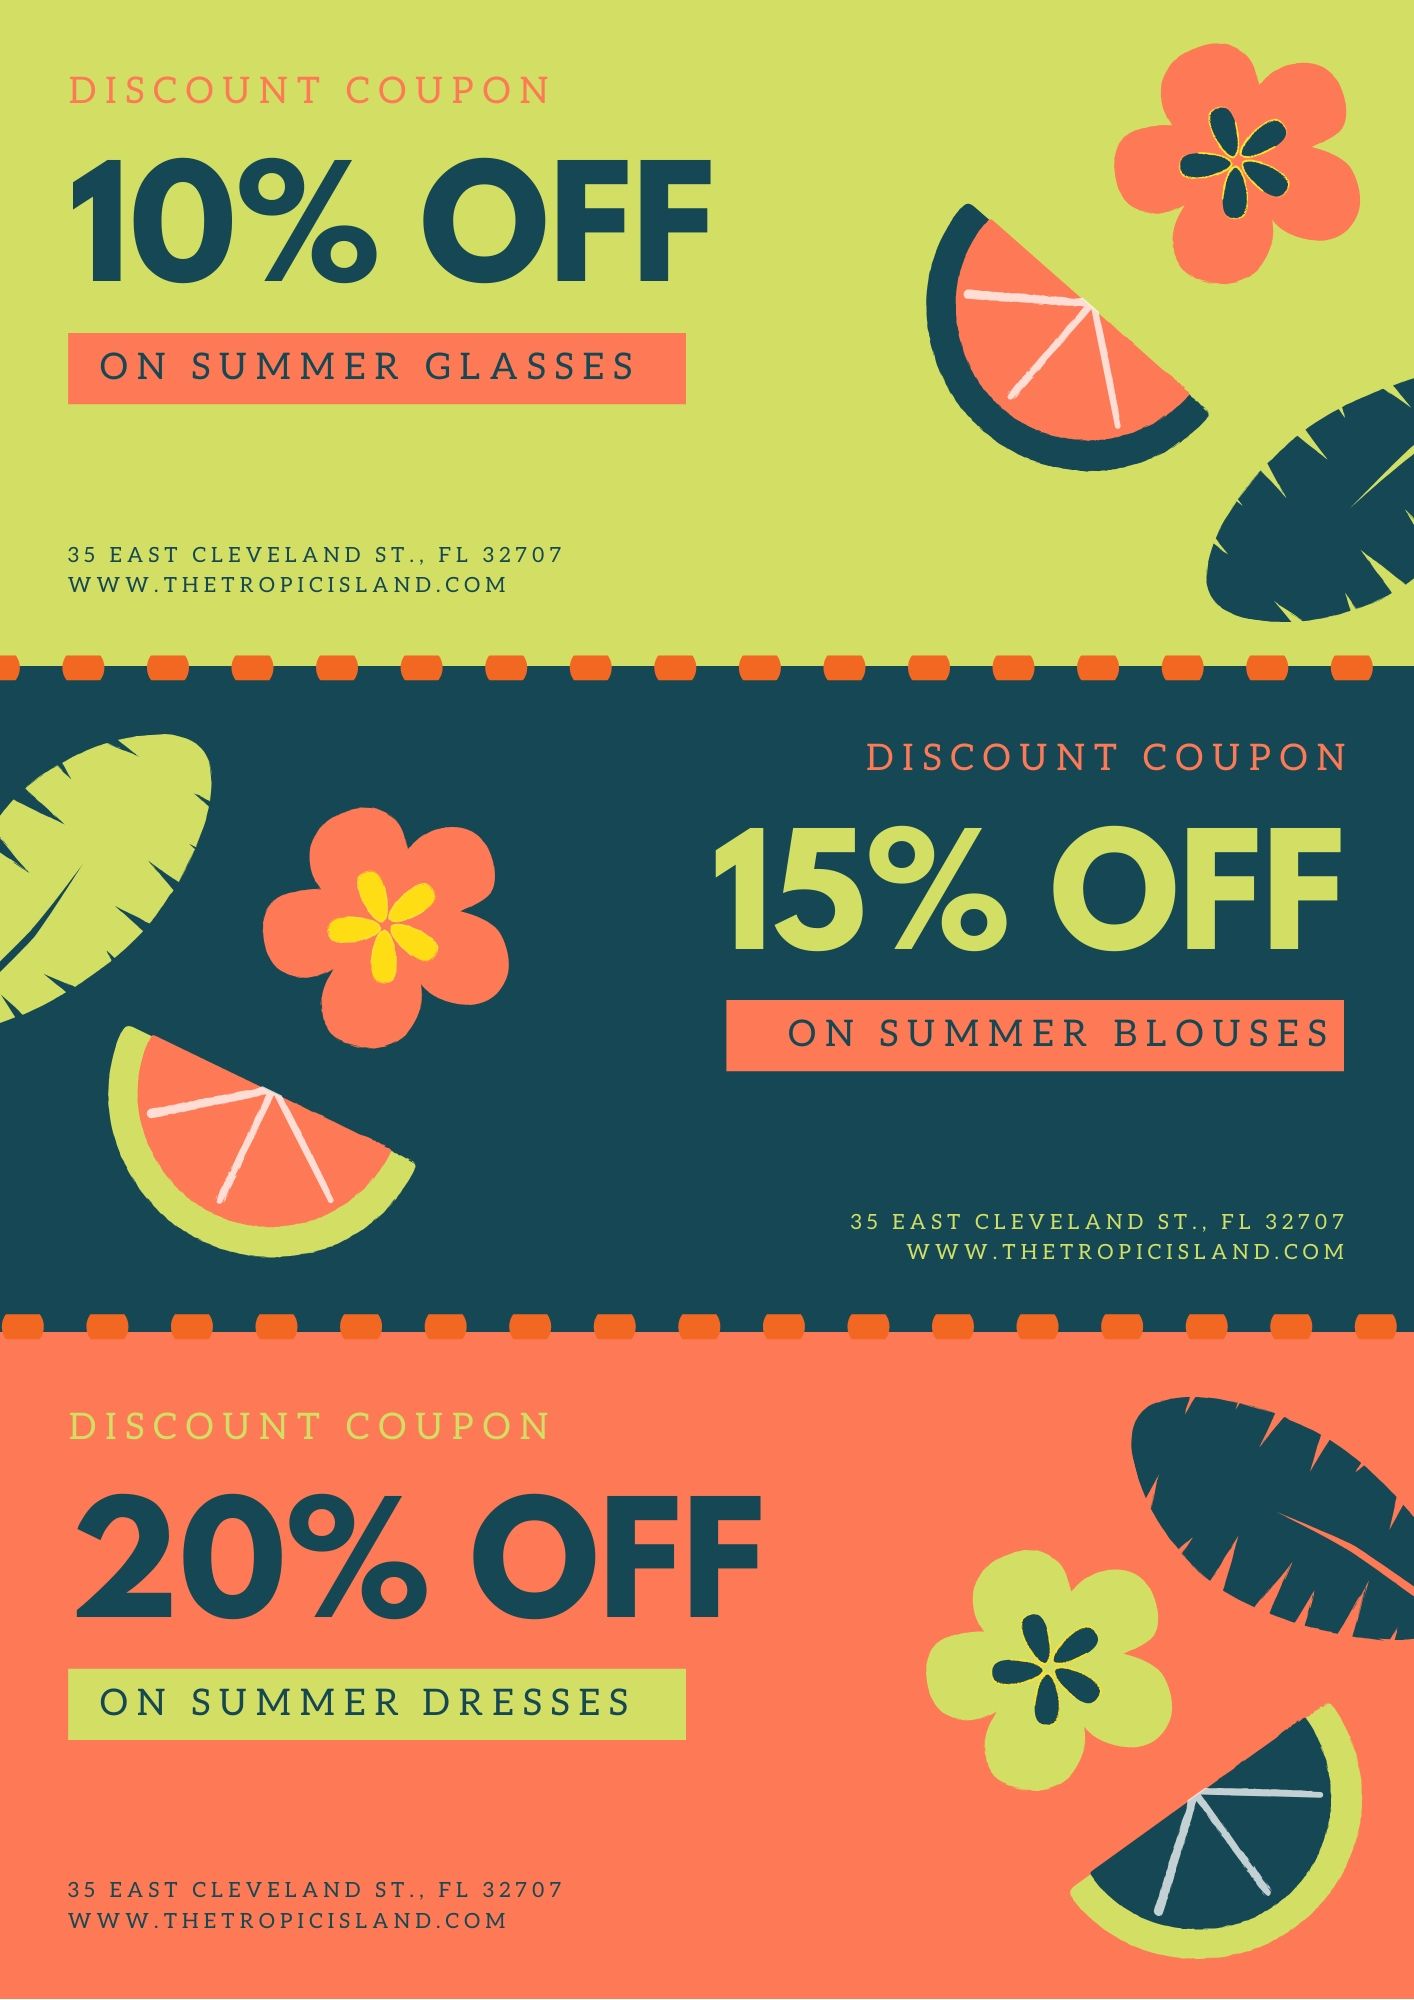 DISCOUNT COUPON
10% OFF
ON SUMMER GLASSES
35 EAST CLEVELAND ST., FL 32707
WWW.THETROPICISLAND.COM
DISCOUNT COUPON
15% OFF
ON SUMMER BLOUSES
35 EAST CLEVELAND ST., FL 32707
WWW.THETROPICISLAND.COM
DISCOUNT COUPON
20% OFF
ON SUMMER DRESSES
35 EAST CLEVELAND ST., FL 32707
WWW.THETROPICISLAND.COM